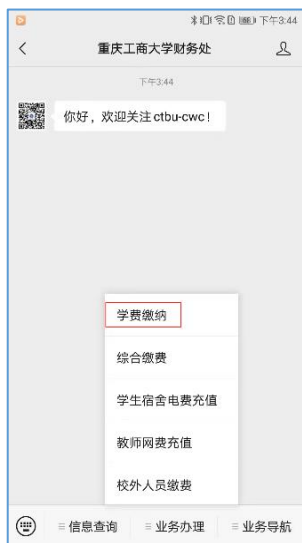 下午3:44
重庆工商大学财务处
下午3:44
你好，欢迎关注 ctbu-cwc！
学费缴纳
综合缴费
学生宿舍电费充值
教师网费充值
校外人员缴费
信息查询
业务办理
业务导航